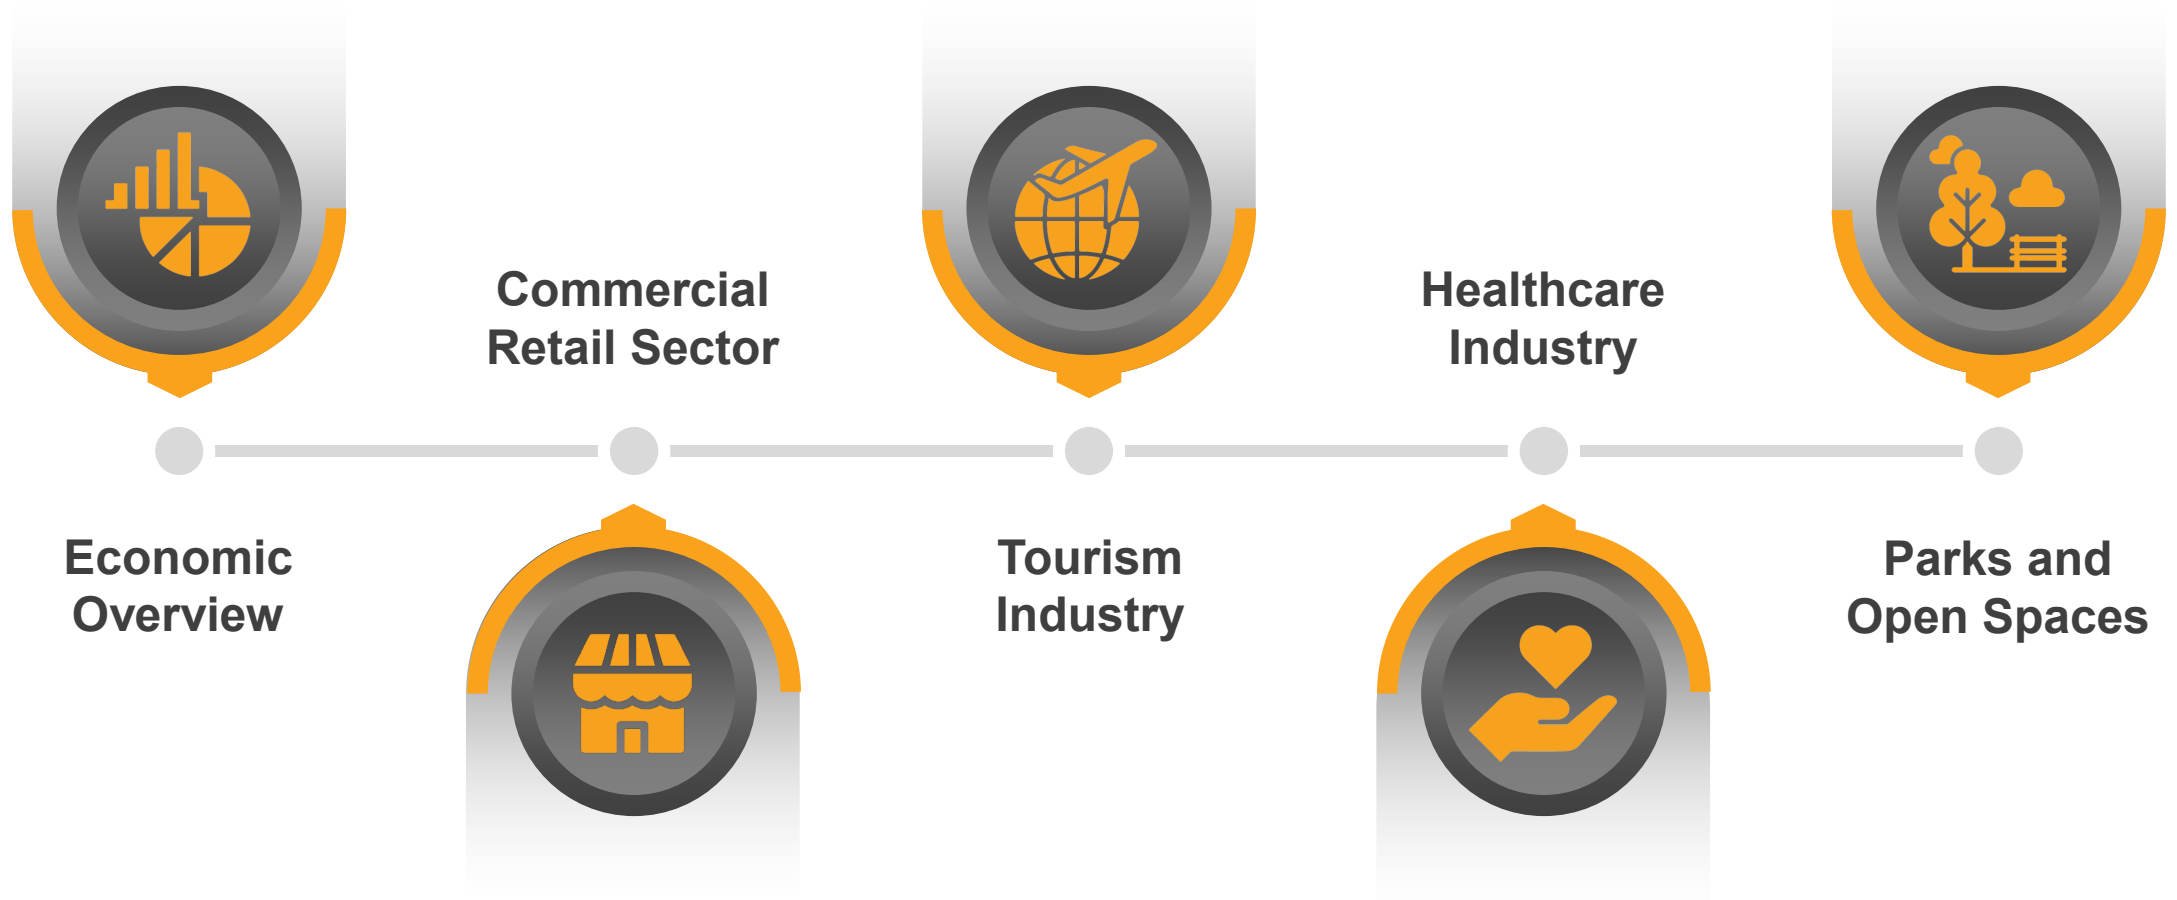 Economic
Overview
Commercial
Retail Sector
Tourism
Industry
Healthcare
Industry
Parks and
Open Spaces